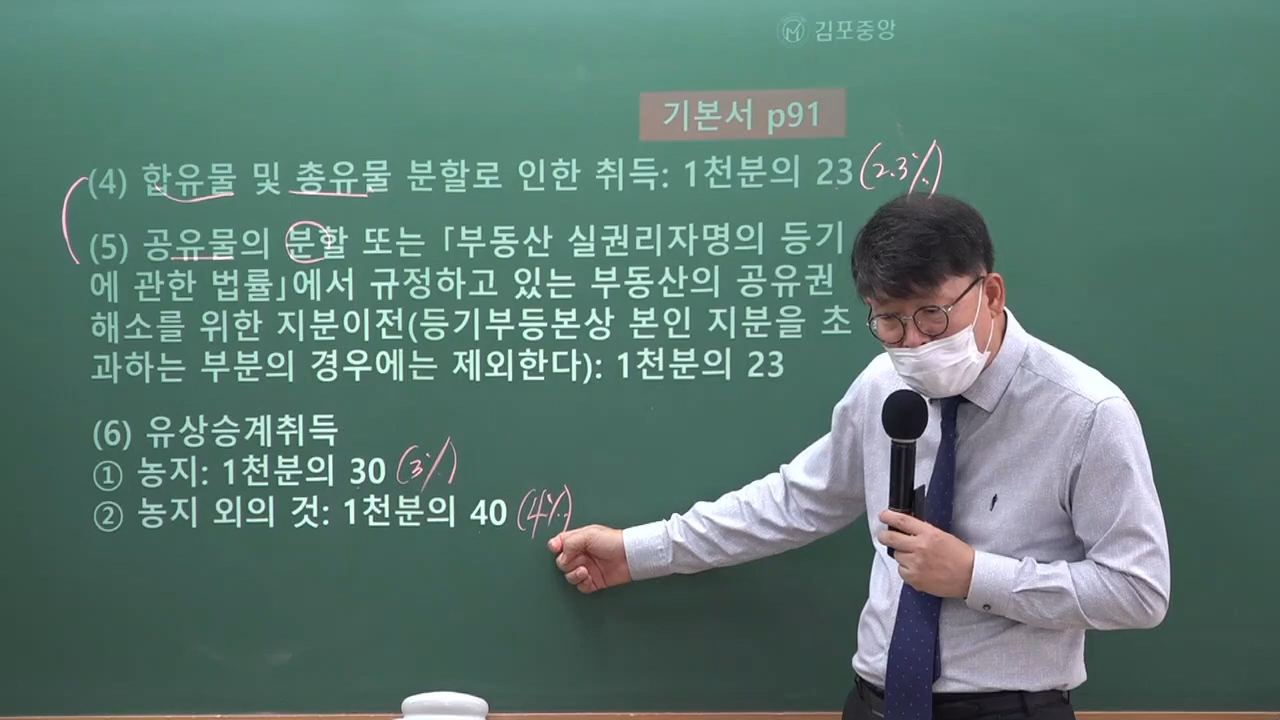 김포중앙
기본서 p91
(4) 합유물 및 총유물 분할로 인한 취득: 1천분의 23 (2.3%)
(5) 공유물의 분할 또는 「부동산 실권리자명의 등기
에 관한 법률」에서 규정하고 있는 부동산의 공유권
해소를 위한 지분이전(등기부등본상 본인 지분을 초
과하는 부분의 경우에는 제외한다): 1천분의 23
(6) 유상승계취득
① 농지: 1천분의 30 (3%)
② 농지 외의 것: 1천분의 40 (4%)